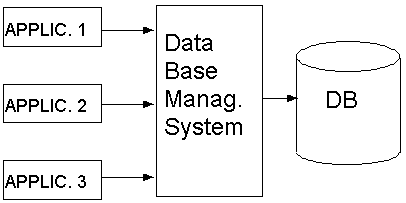 APPLIC. 1
APPLIC. 2
APPLIC. 3
Data
Base
Manag.
System
DB